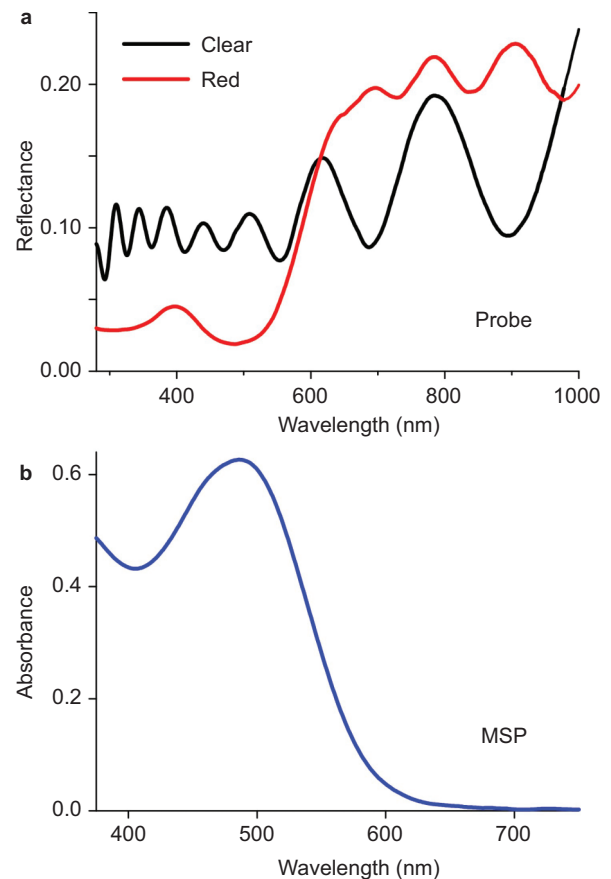 a
Clear
Red
0.20
0.10
0.00
Reflectance
Probe
400 600 800 1000
Wavelength (nm)
b
0.6
0.4
0.2
0.0
Absorbance
MSP
400 500 600 700
Wavelength (nm)